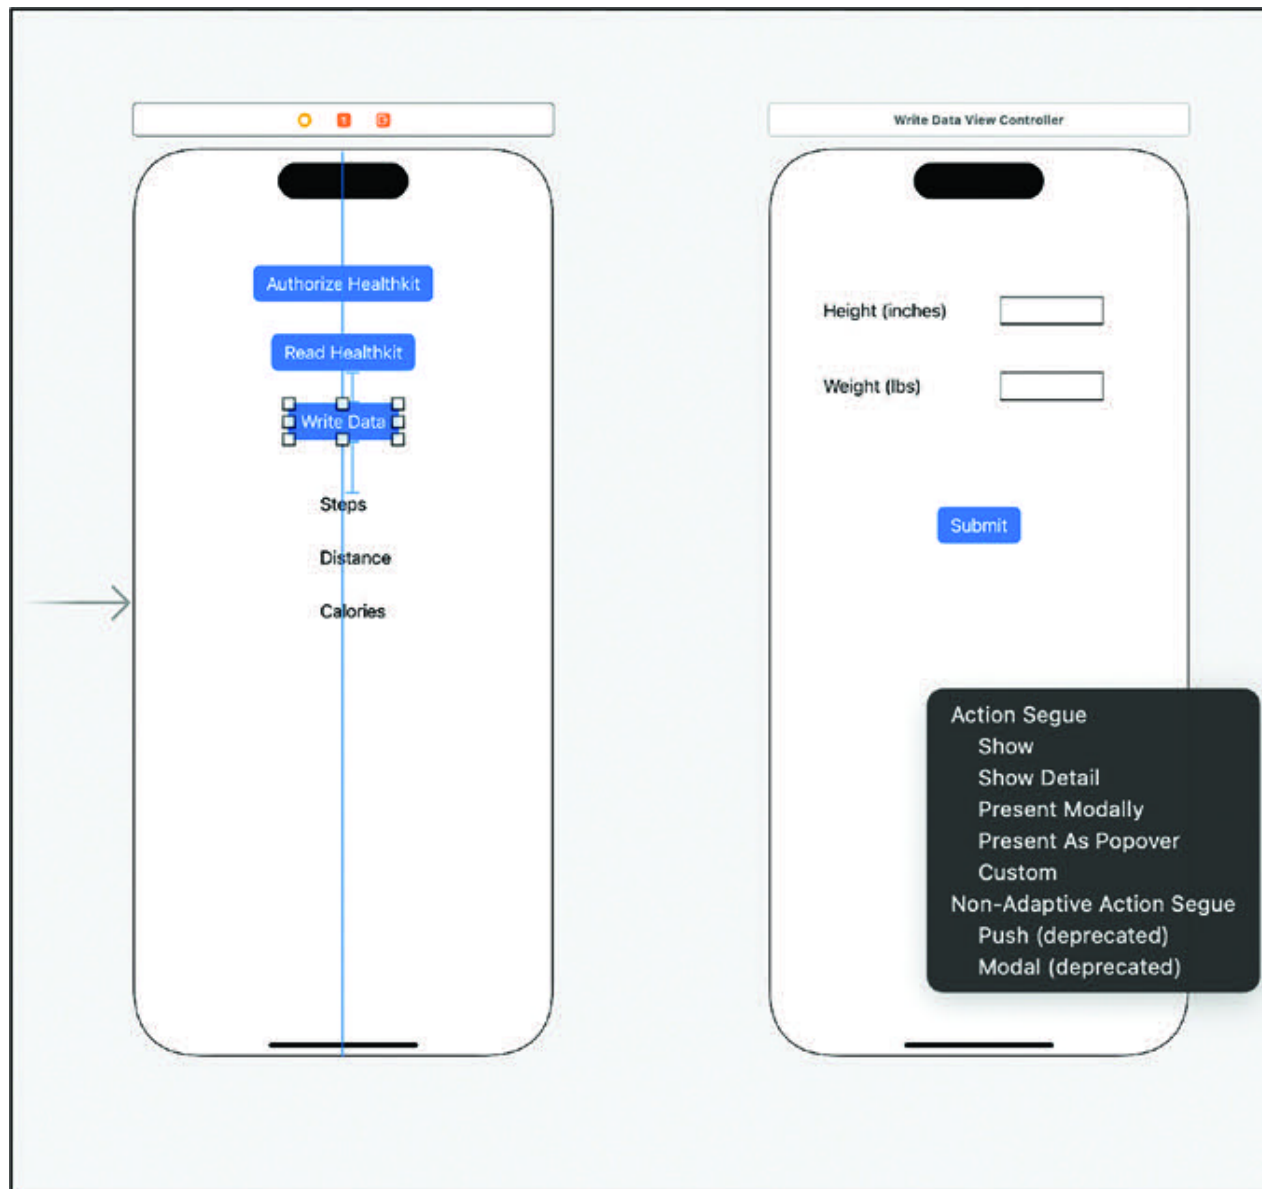 Write Data View Controller
Authorize Healthkit
Read Healthkit
Write Data
Steps
Distance
Calories
Height (inches)
Weight (lbs)
Submit
Action Segue
Show
Show Detail
Present Modally
Present As Popover
Custom
Non-Adaptive Action Segue
Push (deprecated)
Modal (deprecated)